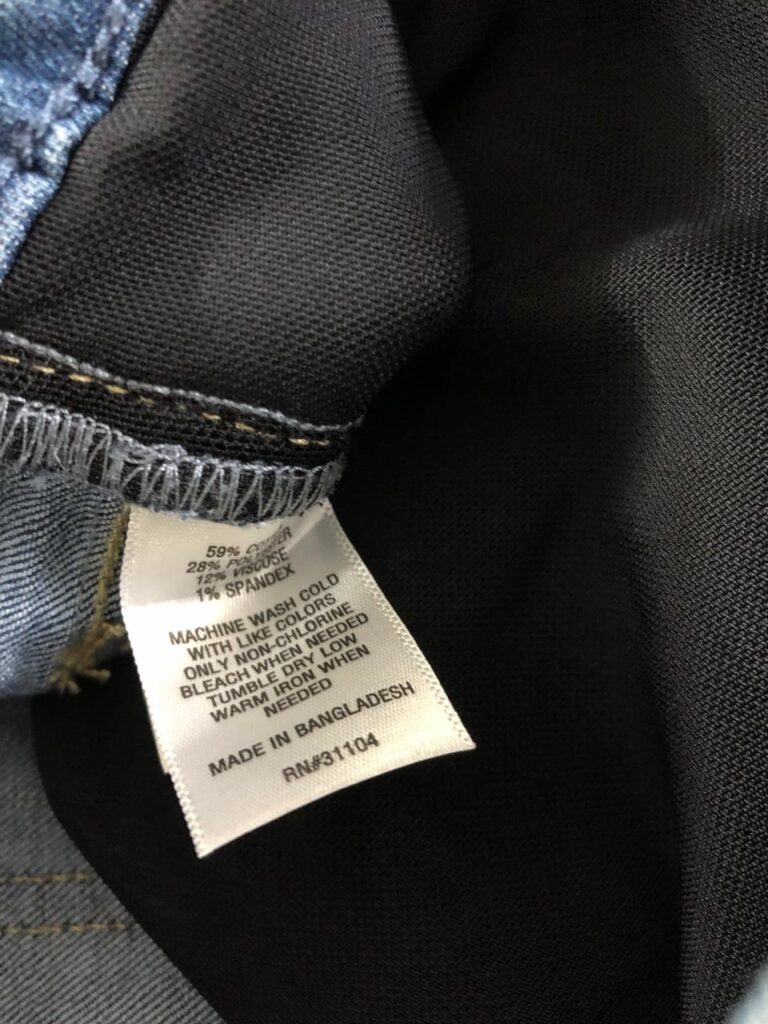 59%
28%
12% VISCOSE
1% SPANDEX
MACHINE WASH COLD
WITH LIKE COLORS
ONLY NON-CHLORINE
BLEACH WHEN NEEDED
TUMBLE DRY LOW
WARM IRON WHEN
NEEDED
MADE IN BANGLADESH
RN#31104